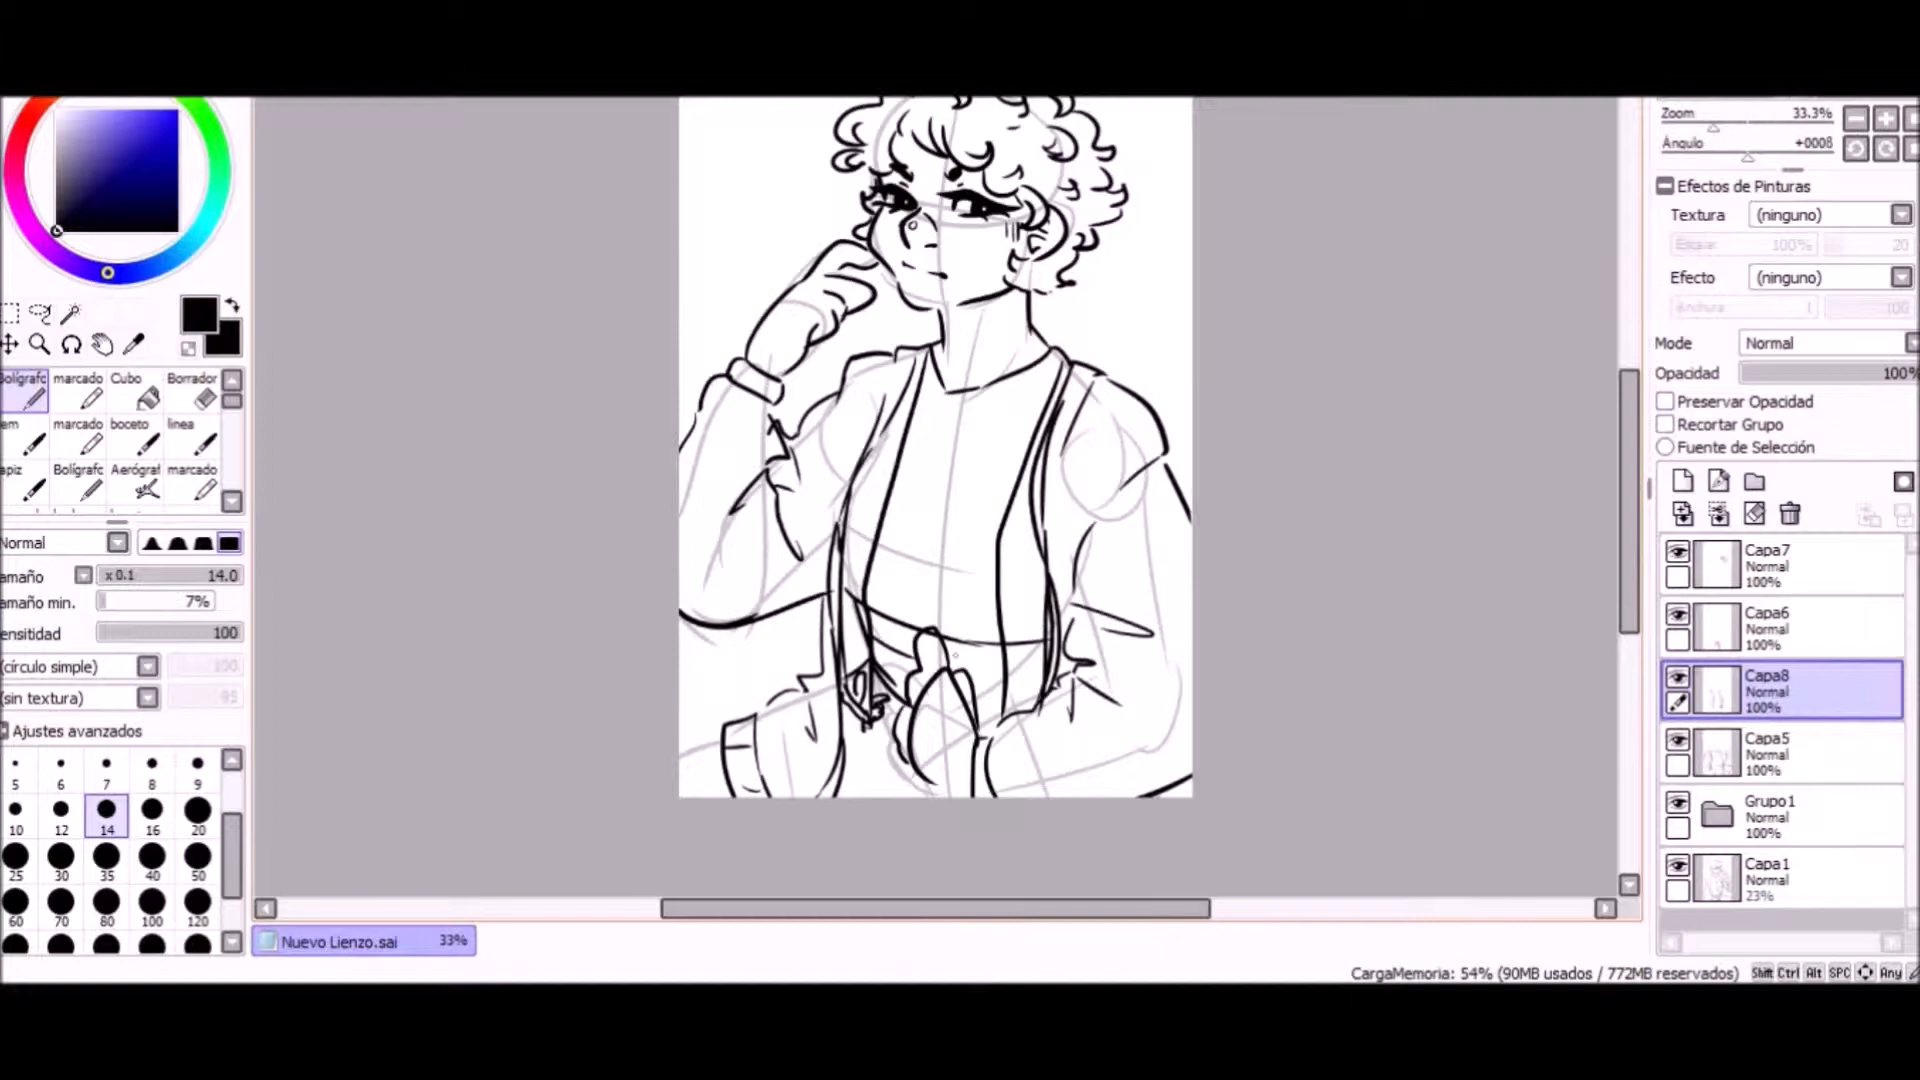 Zoom 33.3%
Ángulo +0008
Efectos de Pinturas
Textura (ninguno)
100% 20
Efecto (ninguno)
Anchura 1 100
Mode Normal
Opacidad 100%
Preservar Opacidad
Recortar Grupo
Fuente de Selección
Bolígrafo marcado Cubo Borrador
marcado boceto linea
Bolígrafo Aerógraf marcado
Normal
amaño x 0.1 14.0
amaño min. 7%
ensitidad 100
(círculo simple) 100
(sin textura) 95
Ajustes avanzados
5 6 7 8 9
10 12 14 16 20
25 30 35 40 50
60 70 80 100 120
Capa7
Normal
100%
Capa6
Normal
100%
Capa8
Normal
100%
Capa5
Normal
100%
Grupo1
Normal
100%
Capa1
Normal
23%
Nuevo Lienzo.sai 33%
CargaMemoria: 54% (90MB usados / 772MB reservados) Shift Ctrl Alt SPC Any